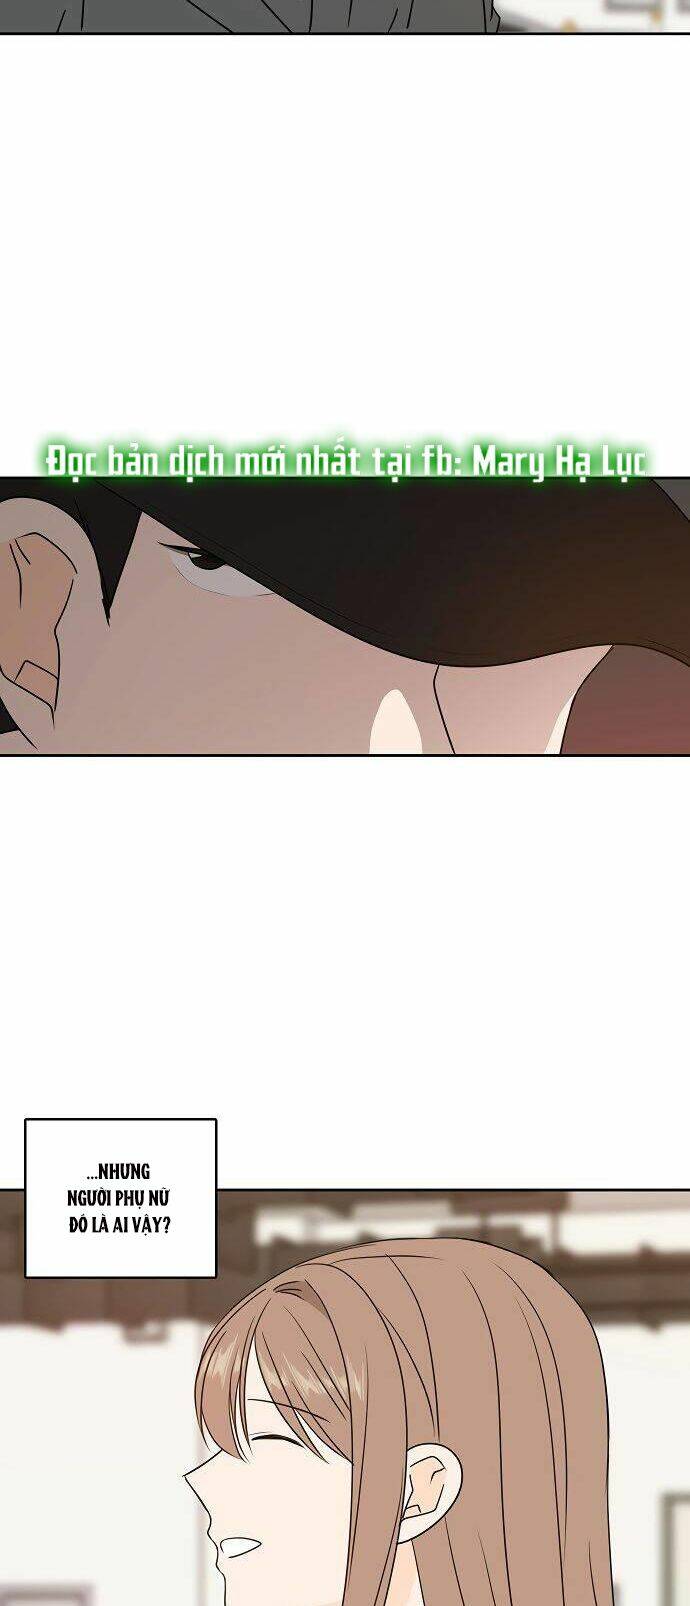 Đọc bản dịch mới nhất tại fb: Mary Hạ Lục
...NHƯNG
NGƯỜI PHỤ NỮ
ĐÓ LÀ AI VẬY?